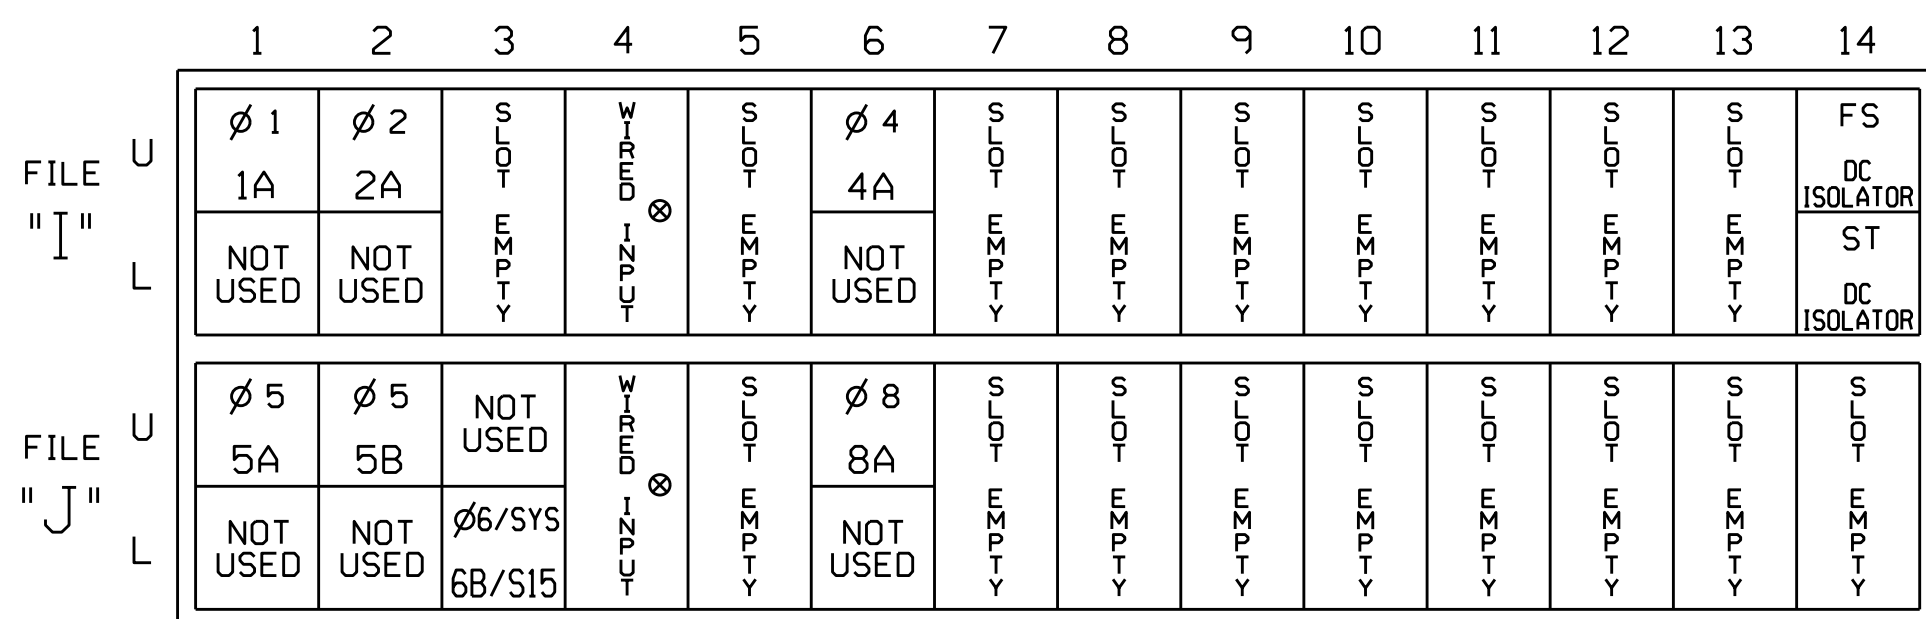 1 2 3 4 5 6 7 8 9 10 11 12 13 14
FILE
"I"
U
L
Ø 1
1A
NOT
USED
Ø 2
2A
NOT
USED
SLOT EMPTY
WIRED INPUT ⊗
SLOT EMPTY
Ø 4
4A
NOT
USED
SLOT EMPTY
SLOT EMPTY
SLOT EMPTY
SLOT EMPTY
SLOT EMPTY
SLOT EMPTY
SLOT EMPTY
FS
DC
ISOLATOR
ST
DC
ISOLATOR
FILE
"J"
U
L
Ø 5
5A
NOT
USED
Ø 5
5B
NOT
USED
NOT
USED
Ø6/SYS
6B/S15
WIRED INPUT ⊗
SLOT EMPTY
Ø 8
8A
NOT
USED
SLOT EMPTY
SLOT EMPTY
SLOT EMPTY
SLOT EMPTY
SLOT EMPTY
SLOT EMPTY
SLOT EMPTY
SLOT EMPTY